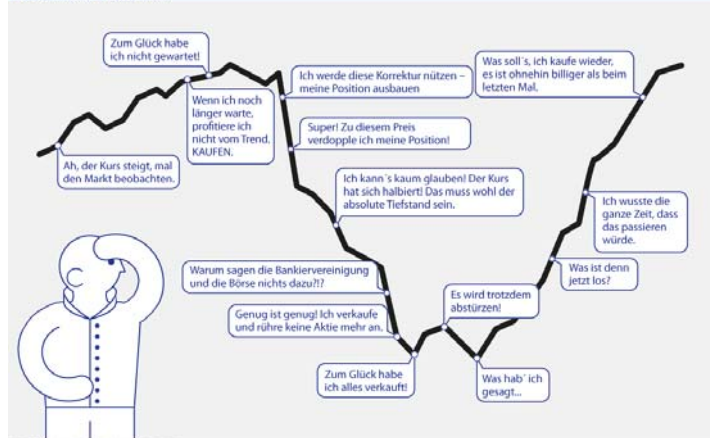 Zum Glück habe
ich nicht gewartet!
Wenn ich noch
länger warte,
profitiere ich
nicht vom Trend.
KAUFEN.
Ah, der Kurs steigt, mal
den Markt beobachten.
Ich werde diese Korrektur nützen –
meine Position ausbauen
Super! Zu diesem Preis
verdopple ich meine Position!
Ich kann´s kaum glauben! Der Kurs
hat sich halbiert! Das muss wohl der
absolute Tiefstand sein.
Warum sagen die Bankiervereinigung
und die Börse nichts dazu?!?
Genug ist genug! Ich verkaufe
und rühre keine Aktie mehr an.
Zum Glück habe
ich alles verkauft!
Es wird trotzdem
abstürzen!
Was hab´ ich
gesagt...
Was ist denn
jetzt los?
Ich wusste die
ganze Zeit, dass
das passieren
würde.
Was soll´s, ich kaufe wieder,
es ist ohnehin billiger als beim
letzten Mal.